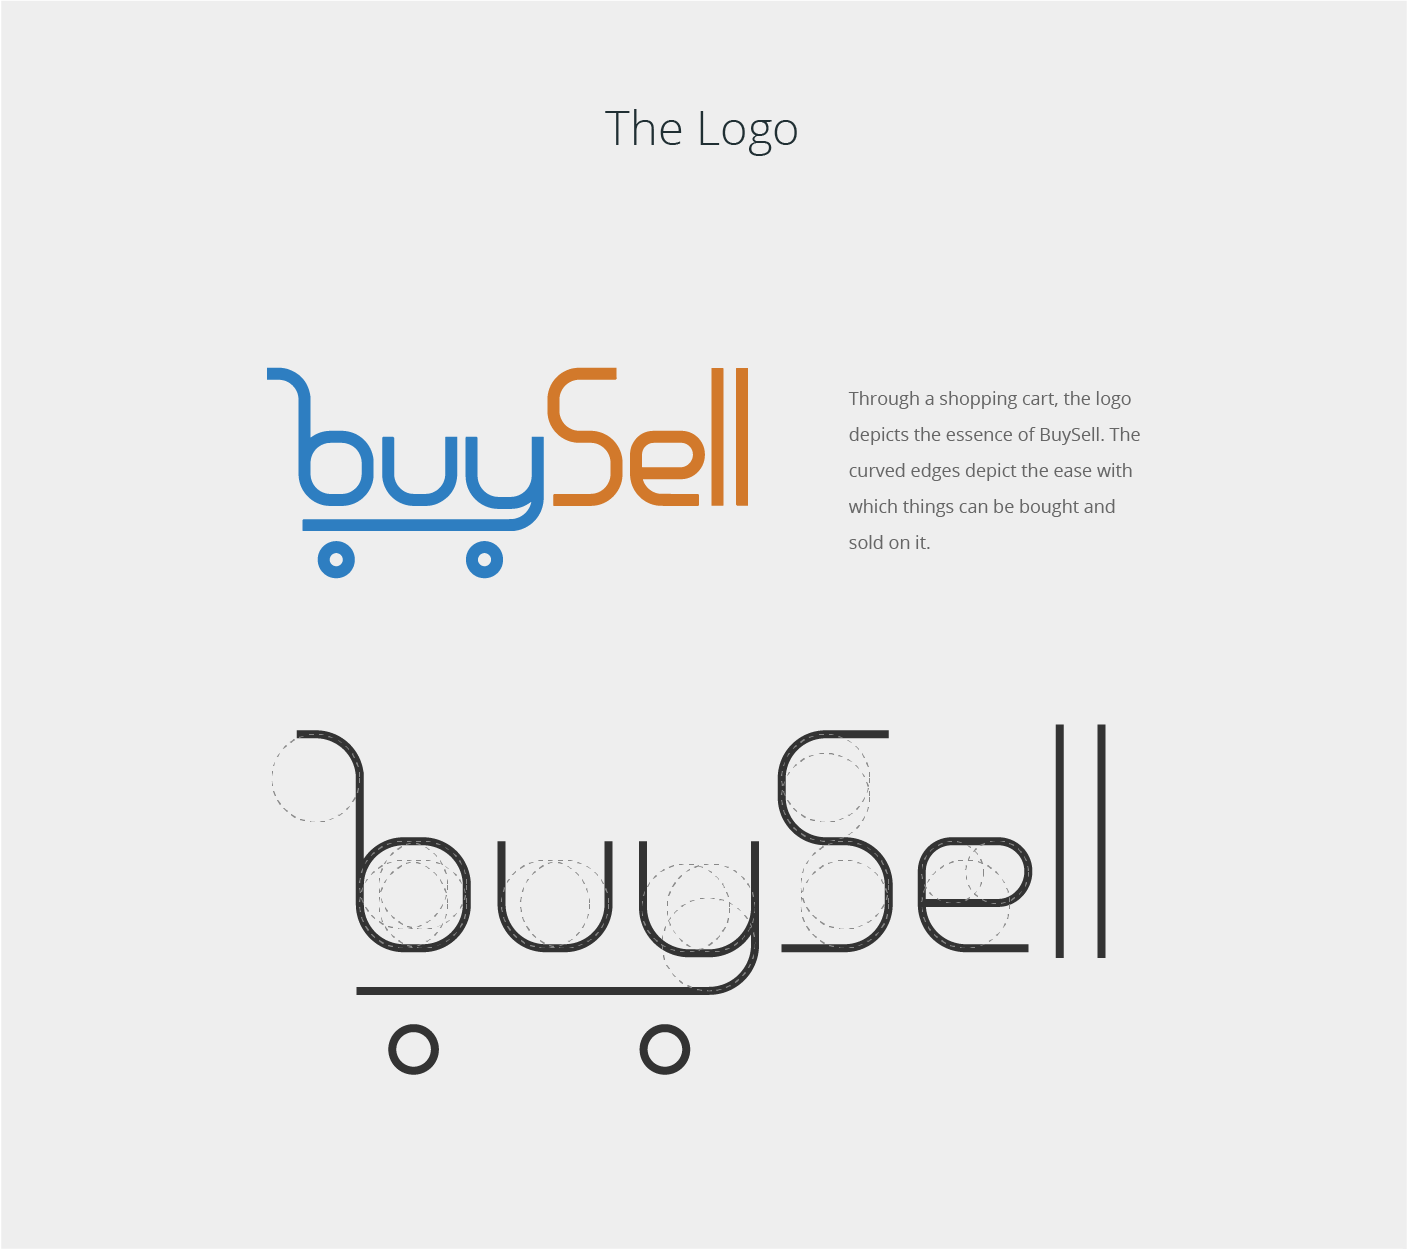 The Logo
buySell
Through a shopping cart, the logo
depicts the essence of BuySell. The
curved edges depict the ease with
which things can be bought and
sold on it.
buySell